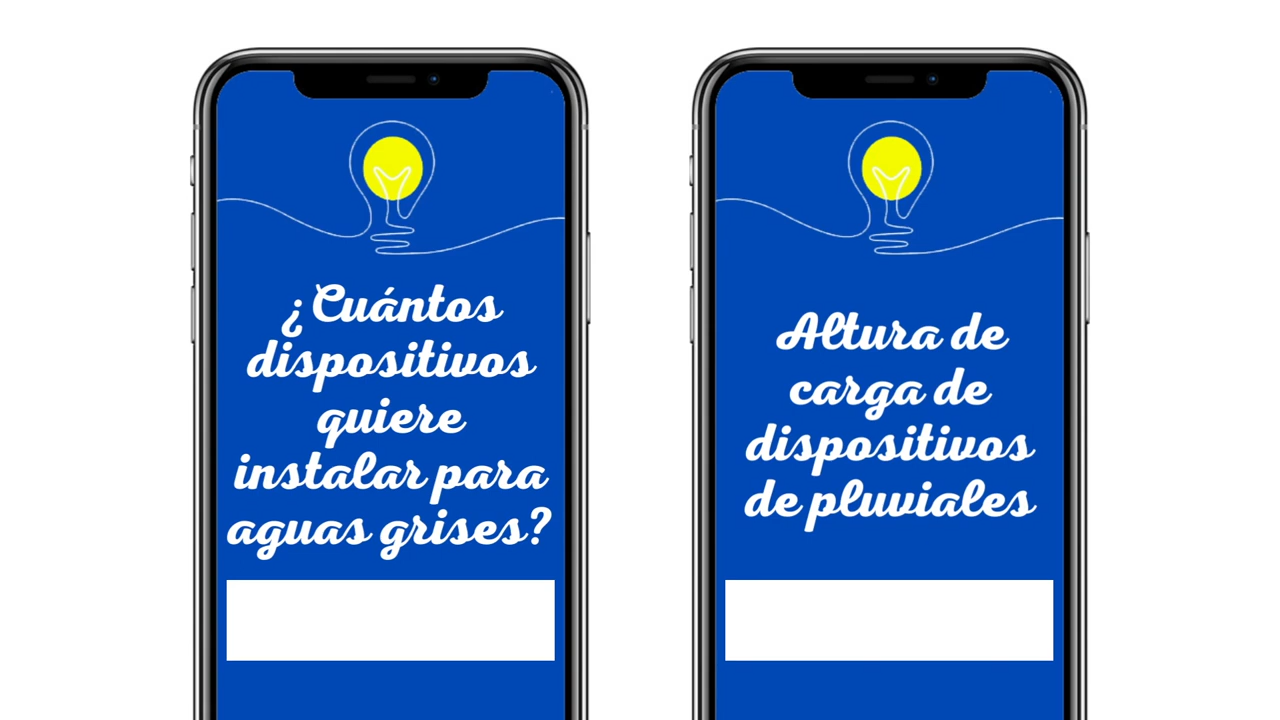 ¿Cuántos
dispositivos
quiere
instalar para
aguas grises?
Altura de
carga de
dispositivos
de pluviales